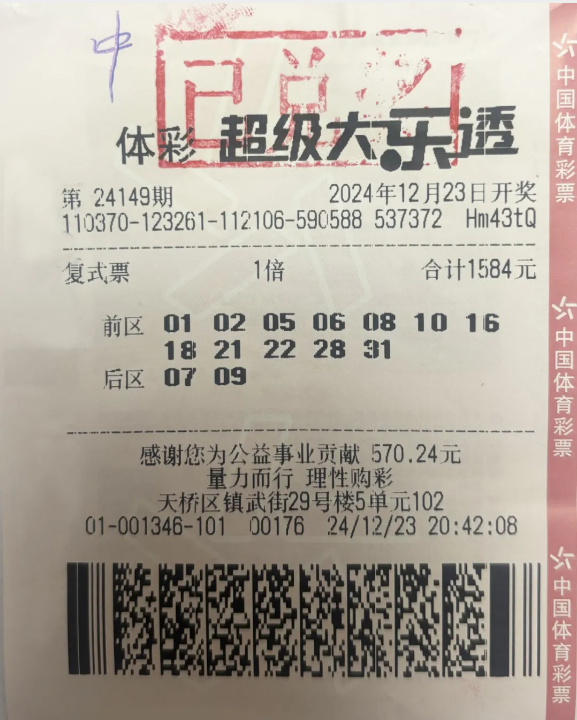 中
已兑奖
体彩 超级大乐透
第 24149期 2024年12月23日开奖
110370-123261-112106-590588 537372 Hm43tQ
复式票 1倍 合计1584元
前区 01 02 05 06 08 10 16
18 21 22 28 31
后区 07 09
感谢您为公益事业贡献 570.24元
量力而行 理性购彩
天桥区镇武街29号楼5单元102
01-001346-101 00176 24/12/23 20:42:08
中国体育彩票
中国体育彩票
中国体育彩票